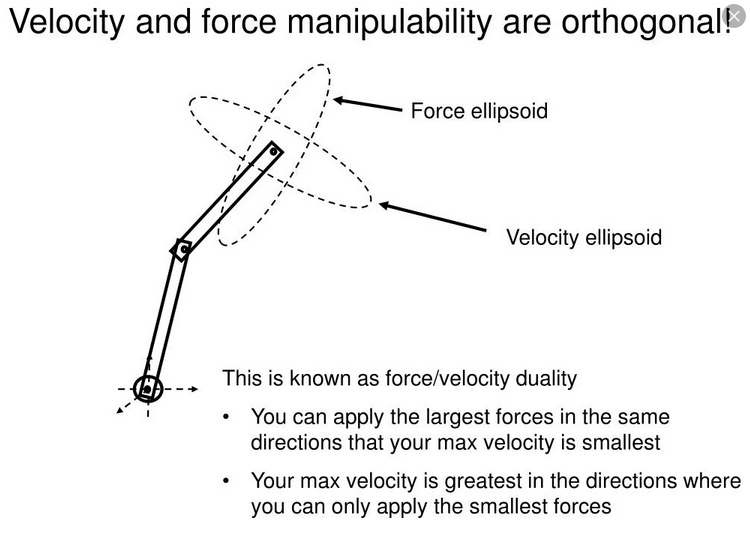 Velocity and force manipulability are orthogonal!
Force ellipsoid
Velocity ellipsoid
This is known as force/velocity duality
• You can apply the largest forces in the same
directions that your max velocity is smallest
• Your max velocity is greatest in the directions where
you can only apply the smallest forces